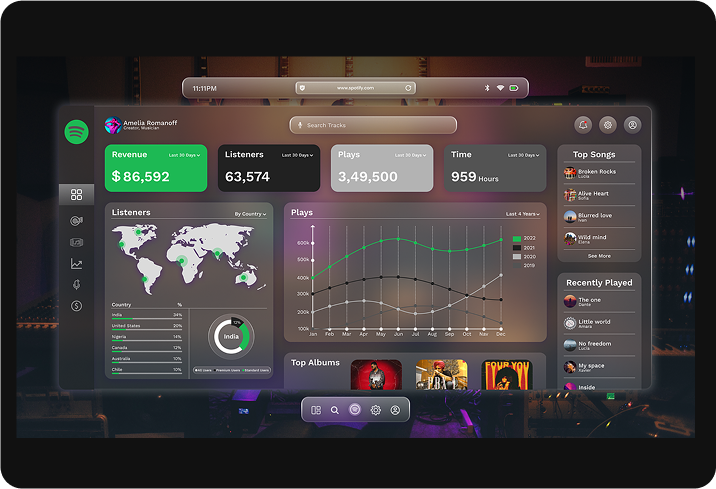 11:11PM
www.spotify.com
Amelia Romanoff
Creator, Musician
Search Tracks
Revenue
Last 30 Days
$ 86,592
Listeners
Last 30 Days
63,574
Plays
Last 30 Days
3,49,500
Time
Last 30 Days
959 Hours
Top Songs
Broken Rocks
Lucia
Alive Heart
Sofia
Blurred love
Ivan
Wild mind
Elena
See More
Listeners
By Country
Country
%
India
34%
United States
20%
Nigeria
14%
Canada
12%
Australia
10%
Chile
10%
12%
India
All Users
Premium Users
Standard Users
Plays
Last 4 Years
600k
500k
400k
300k
200k
100k
Jan Feb Mar Apr May Jun Jul Aug Sep Oct Nov Dec
2022
2021
2020
2019
Top Albums
FOUR YOU
Recently Played
The one
Dante
Little world
Amara
No freedom
Lucia
My space
Xavier
Inside